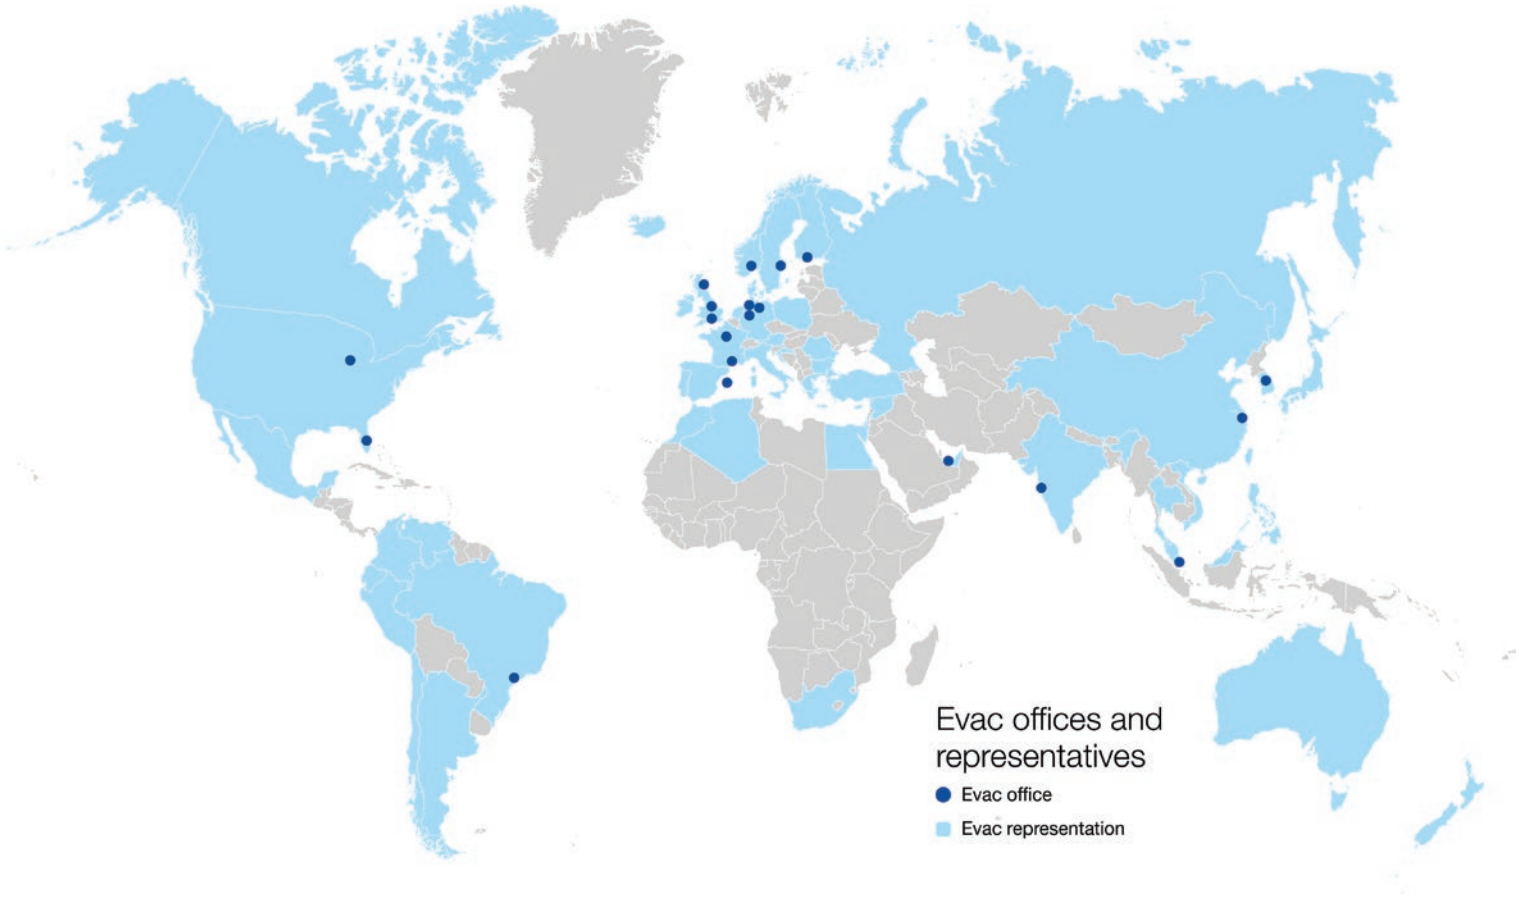 Evac offices and
representatives
Evac office
Evac representation